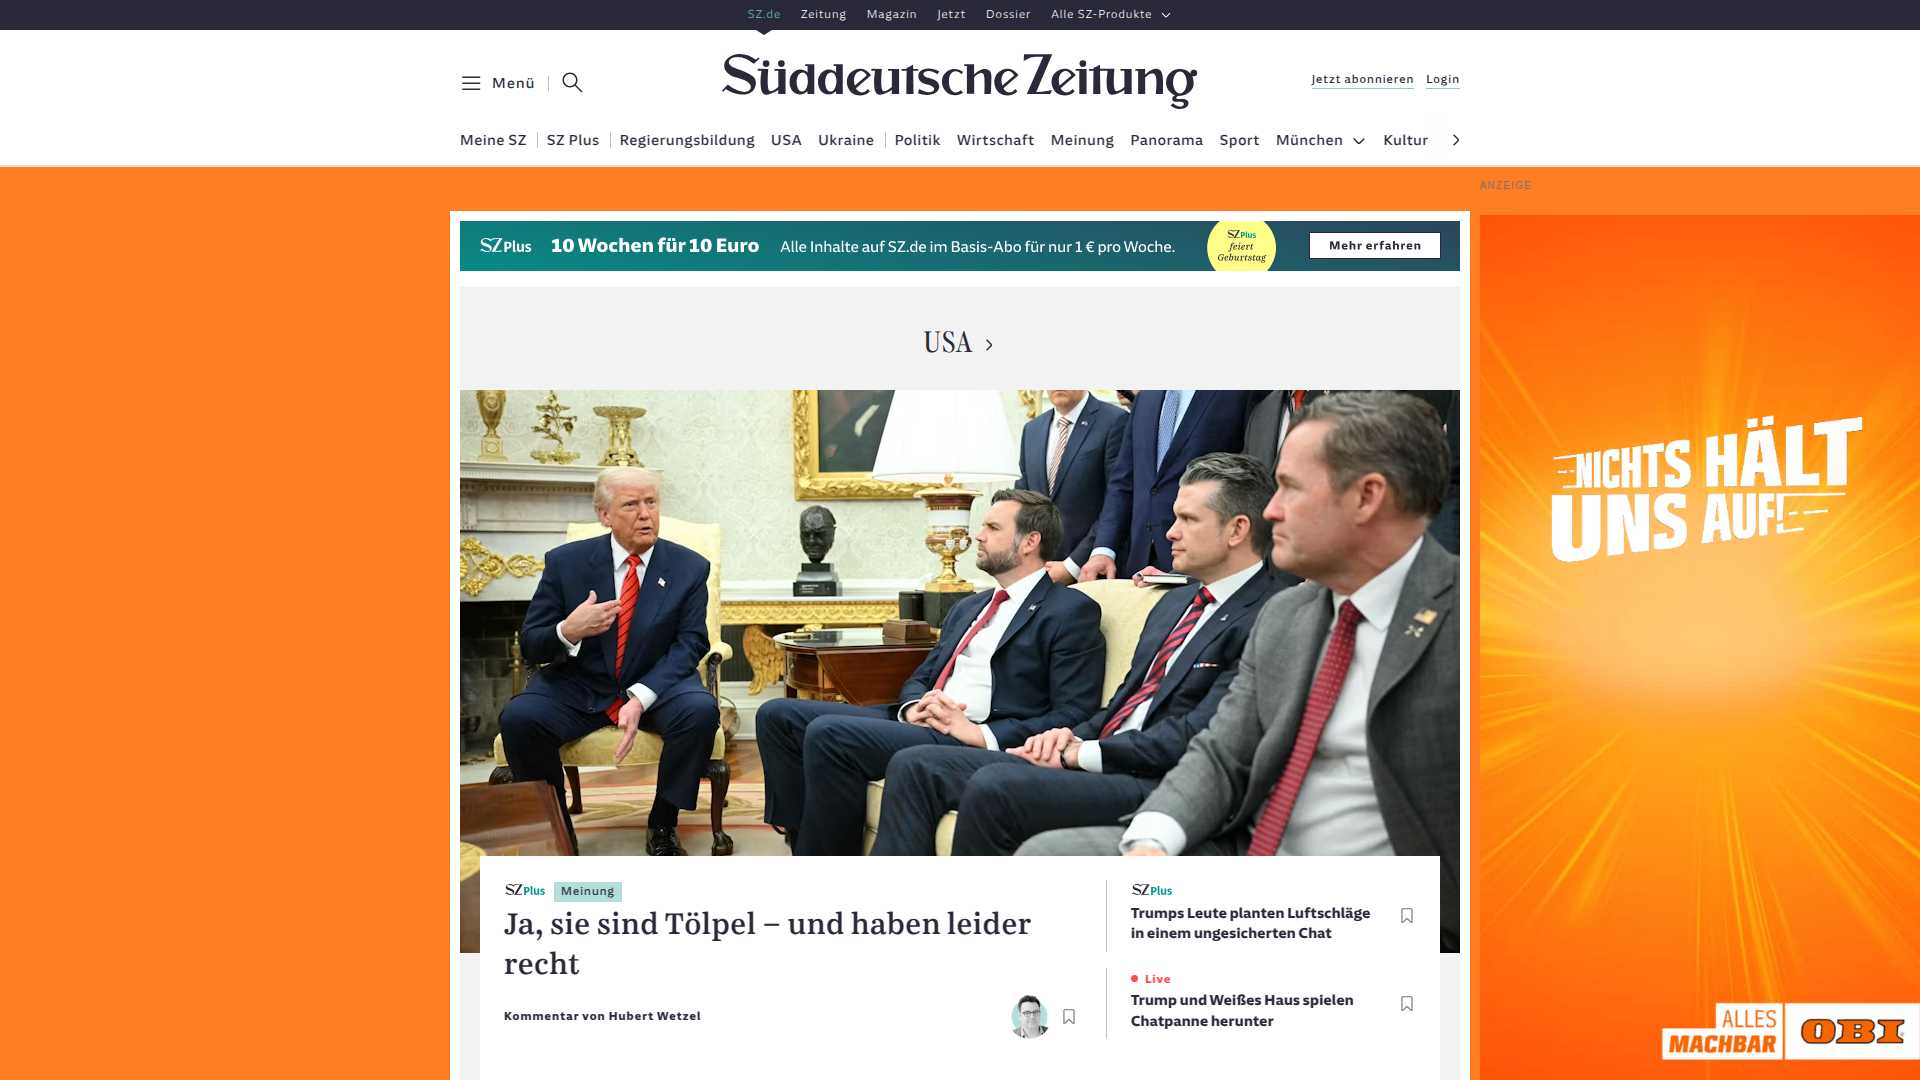 SZ.de Zeitung Magazin Jetzt Dossier Alle SZ-Produkte
Menü
Süddeutsche Zeitung
Jetzt abonnieren Login
Meine SZ SZ Plus Regierungsbildung USA Ukraine Politik Wirtschaft Meinung Panorama Sport München Kultur
ANZEIGE
SZ Plus 10 Wochen für 10 Euro Alle Inhalte auf SZ.de im Basis-Abo für nur 1 € pro Woche.
SZ Plus
feiert
Geburtstag
Mehr erfahren
USA
NICHTS HÄLT
UNS AUF!
SZ Plus Meinung
Ja, sie sind Tölpel – und haben leider
recht
Kommentar von Hubert Wetzel
SZ Plus
Trumps Leute planten Luftschläge
in einem ungesicherten Chat
Live
Trump und Weißes Haus spielen
Chatpanne herunter
ALLES
MACHBAR
OBI